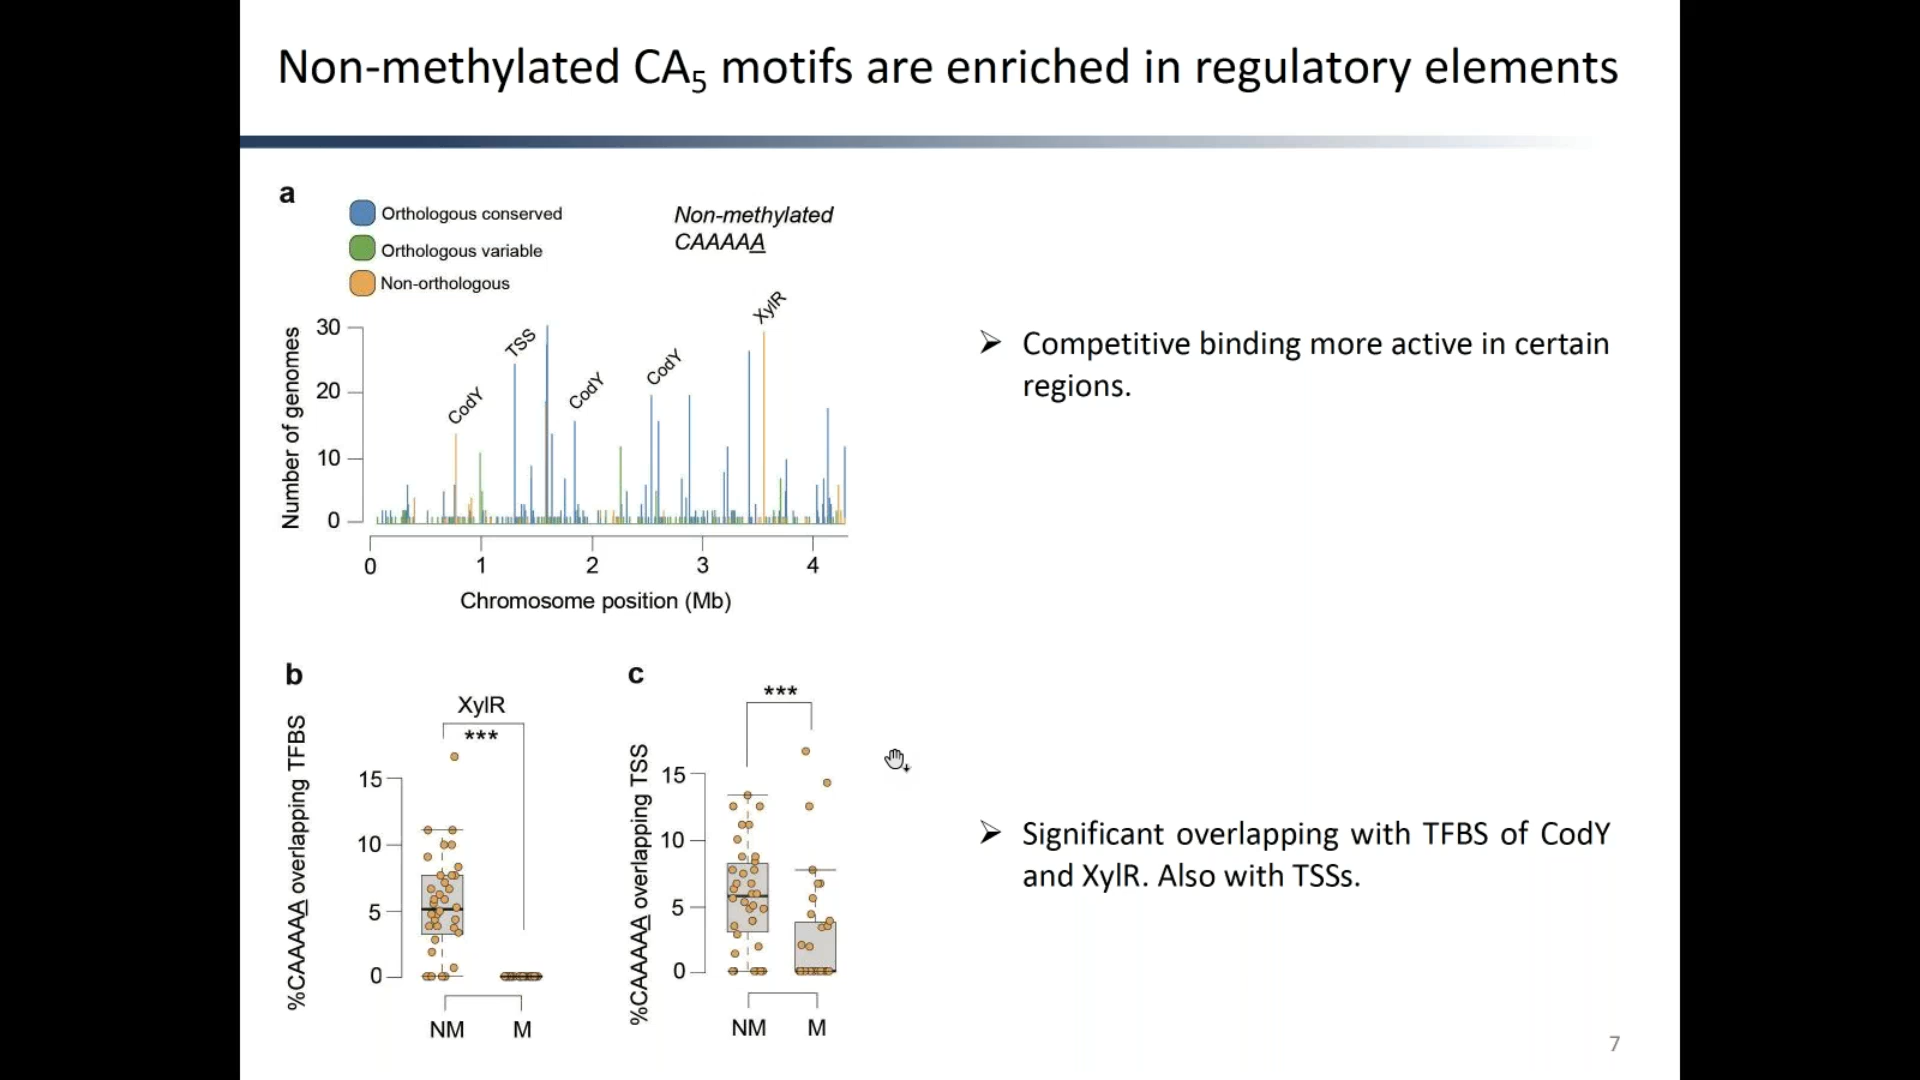 Non-methylated CA5 motifs are enriched in regulatory elements
a
Orthologous conserved
Orthologous variable
Non-orthologous
Non-methylated
CAAAAA
Number of genomes
30
20
10
0
CodY
TSS
CodY
CodY
XylR
0 1 2 3 4
Chromosome position (Mb)
➢ Competitive binding more active in certain
regions.
b
XylR
***
%CAAAAA overlapping TFBS
15
10
5
0
NM M
c
***
%CAAAAA overlapping TSS
15
10
5
0
NM M
➢ Significant overlapping with TFBS of CodY
and XylR. Also with TSSs.
7